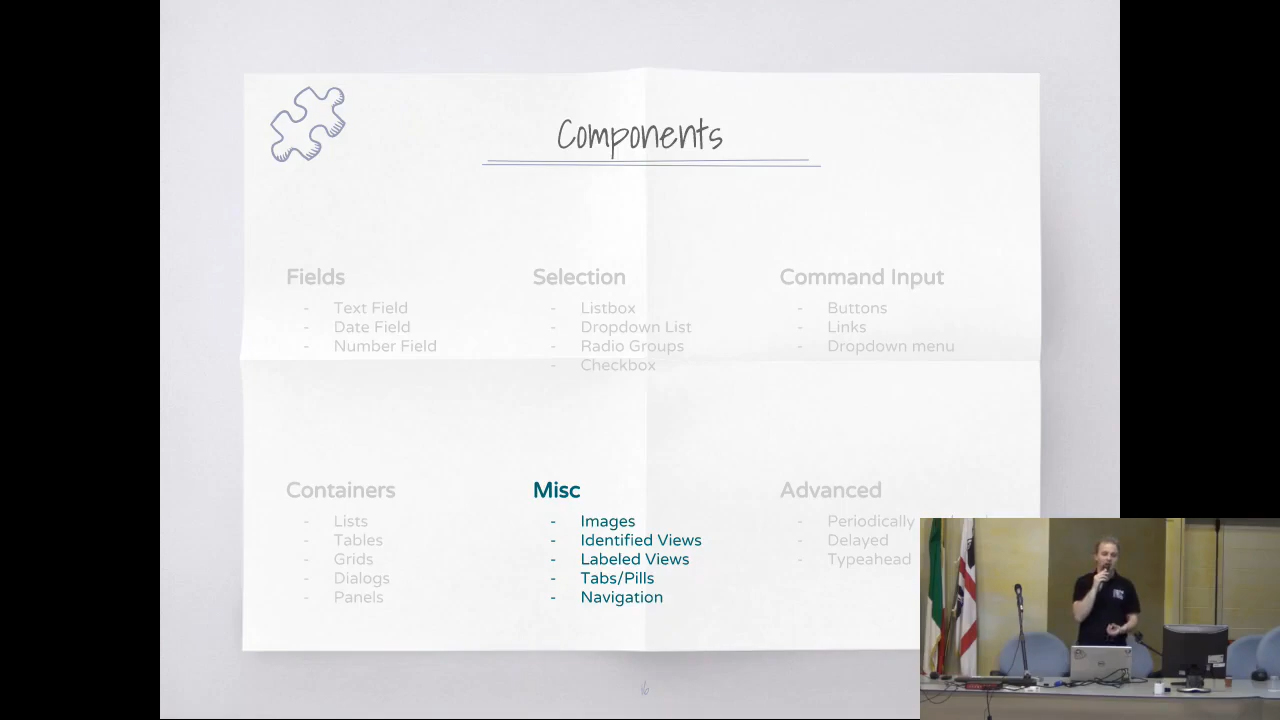 Components
Fields
- Text Field
- Date Field
- Number Field
Selection
- Listbox
- Dropdown List
- Radio Groups
- Checkbox
Command Input
- Buttons
- Links
- Dropdown menu
Containers
- Lists
- Tables
- Grids
- Dialogs
- Panels
Misc
- Images
- Identified Views
- Labeled Views
- Tabs/Pills
- Navigation
Advanced
- Periodically
- Delayed
- Typeahead
16